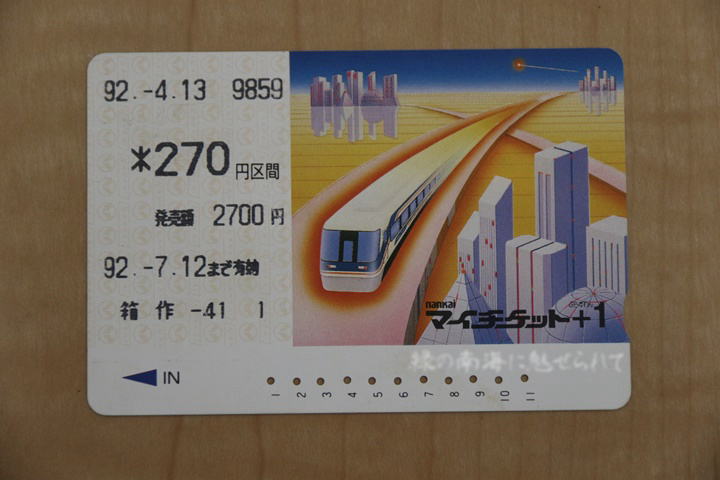 92.-4.13 9859
*270円区間
発売額 2700円
92.-7.12まで有効
箱作-41 1
nankai
マイチケット+1
緑の南海に魅せられて
IN
1 2 3 4 5 6 7 8 9 10 11